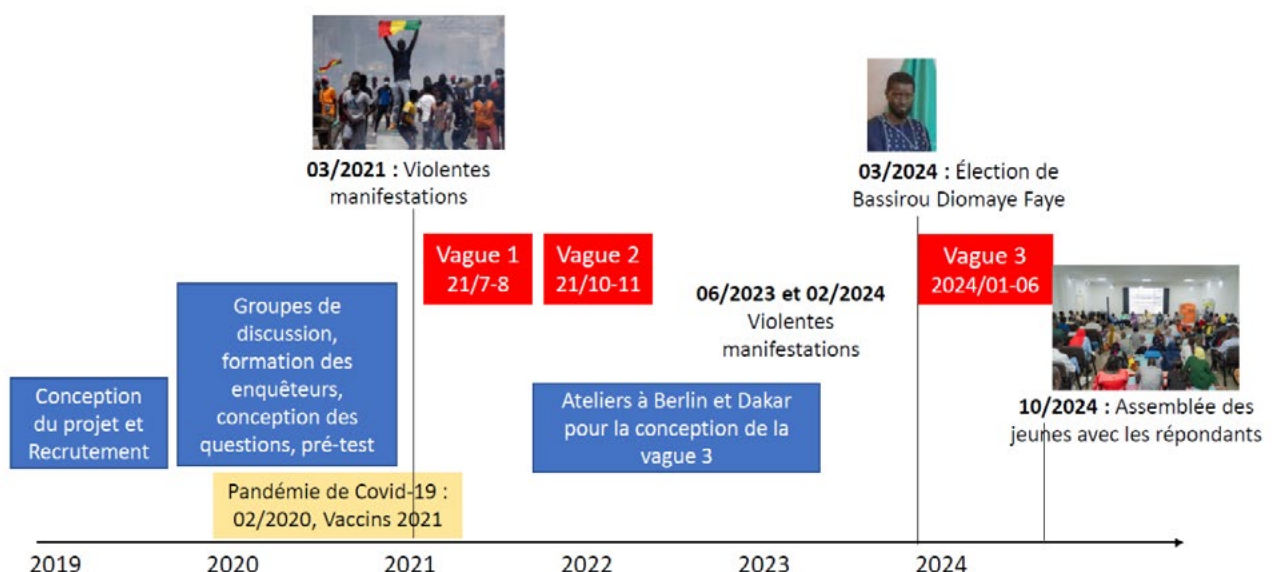 03/2021 : Violentes
manifestations
03/2024 : Élection de
Bassirou Diomaye Faye
Vague 1
21/7-8
Vague 2
21/10-11
Vague 3
2024/01-06
06/2023 et 02/2024
Violentes
manifestations
Groupes de
discussion,
formation des
enquêteurs,
conception des
questions, pré-test
Conception
du projet et
Recrutement
Ateliers à Berlin et Dakar
pour la conception de la
vague 3
10/2024 : Assemblée des
jeunes avec les répondants
Pandémie de Covid-19 :
02/2020, Vaccins 2021
2019
2020
2021
2022
2023
2024